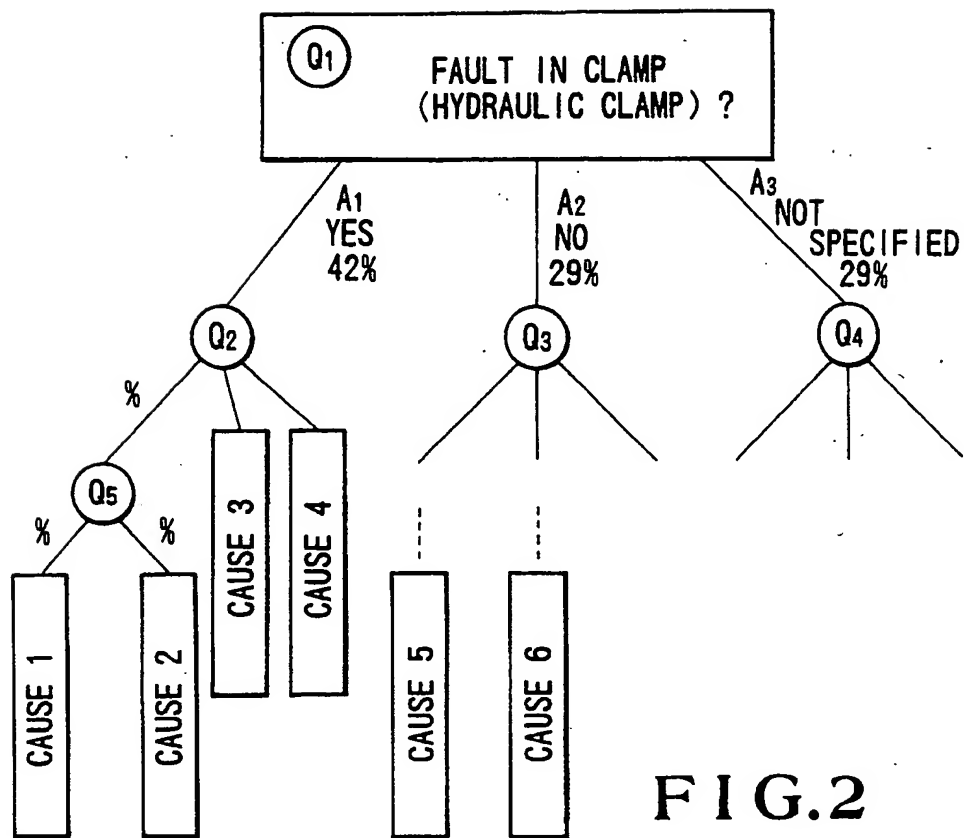 Q1
FAULT IN CLAMP
(HYDRAULIC CLAMP) ?
A1
YES
42%
A2
NO
29%
A3
NOT
SPECIFIED
29%
Q2
Q3
Q4
%
Q5
%
%
CAUSE 1
CAUSE 2
CAUSE 3
CAUSE 4
CAUSE 5
CAUSE 6
FIG.2